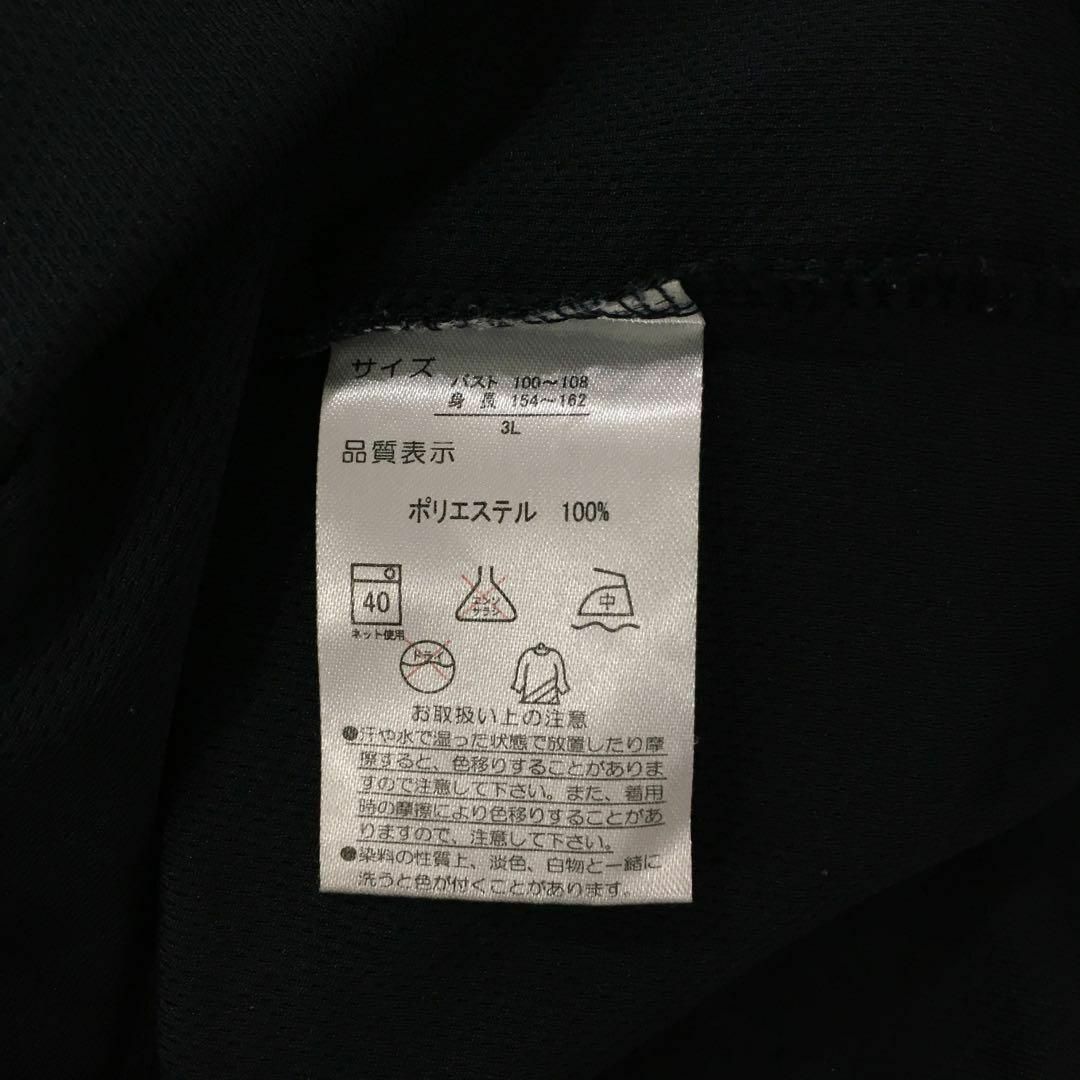 サイズ
バスト 100～108
身 長 154～162
3L
品質表示
ポリエステル 100%
40
ネット使用
エンソ
サラシ
中
ドライ
お取扱い上の注意
●汗や水で湿った状態で放置したり摩
擦すると、色移りすることがありま
すので注意して下さい。また、着用
時の摩擦により色移りすることがあ
りますので、注意して下さい。
●染料の性質上、淡色、白物と一緒に
洗うと色が付くことがあります。